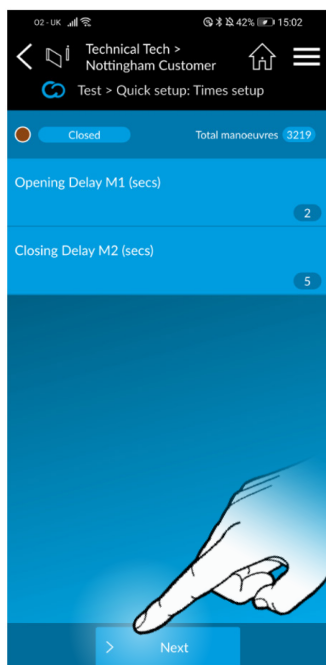 O2 - UK 42% 15:02
Technical Tech >
Nottingham Customer
Test > Quick setup: Times setup
Closed Total manoeuvres 3219
Opening Delay M1 (secs)
2
Closing Delay M2 (secs)
5
> Next